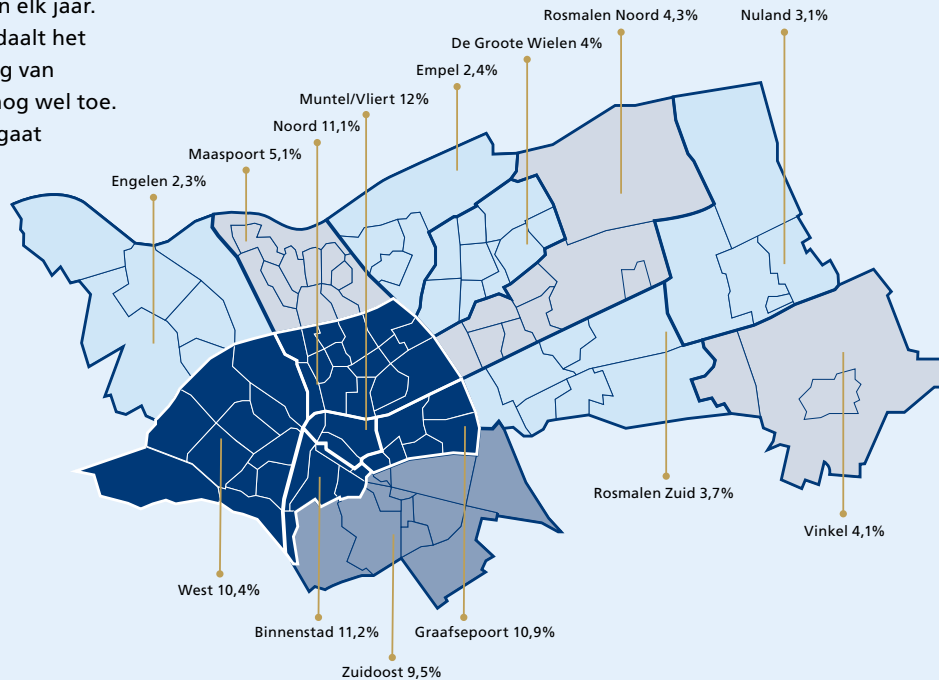 n elk jaar.
daalt het
g van
nog wel toe.
gaat
Rosmalen Noord 4,3%
Nuland 3,1%
De Groote Wielen 4%
Empel 2,4%
Muntel/Vliert 12%
Noord 11,1%
Maaspoort 5,1%
Engelen 2,3%
Rosmalen Zuid 3,7%
Vinkel 4,1%
West 10,4%
Binnenstad 11,2%
Graafsepoort 10,9%
Zuidoost 9,5%